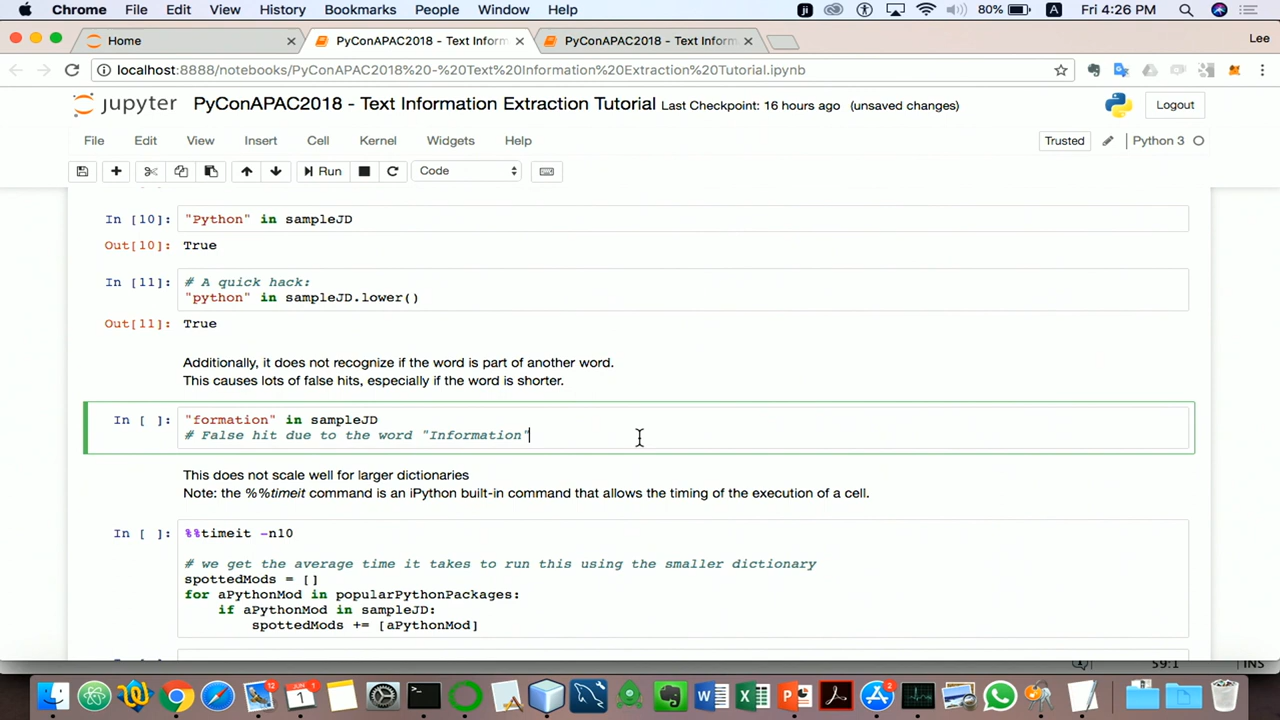 Chrome File Edit View History Bookmarks People Window Help 80% A Fri 4:26 PM
Home PyConAPAC2018 - Text Inform PyConAPAC2018 - Text Inform Lee
localhost:8888/notebooks/PyConAPAC2018%20-%20Text%20Information%20Extraction%20Tutorial.ipynb
jupyter PyConAPAC2018 - Text Information Extraction Tutorial Last Checkpoint: 16 hours ago (unsaved changes) Logout
File Edit View Insert Cell Kernel Widgets Help Trusted Python 3
Run Code
In [10]: "Python" in sampleJD
Out[10]: True
In [11]: # A quick hack:
"python" in sampleJD.lower()
Out[11]: True
Additionally, it does not recognize if the word is part of another word.
This causes lots of false hits, especially if the word is shorter.
In [ ]: "formation" in sampleJD
# False hit due to the word "Information"
This does not scale well for larger dictionaries
Note: the %%timeit command is an iPython built-in command that allows the timing of the execution of a cell.
In [ ]: %%timeit -n10
# we get the average time it takes to run this using the smaller dictionary
spottedMods = []
for aPythonMod in popularPythonPackages:
if aPythonMod in sampleJD:
spottedMods += [aPythonMod]
59:1 INS